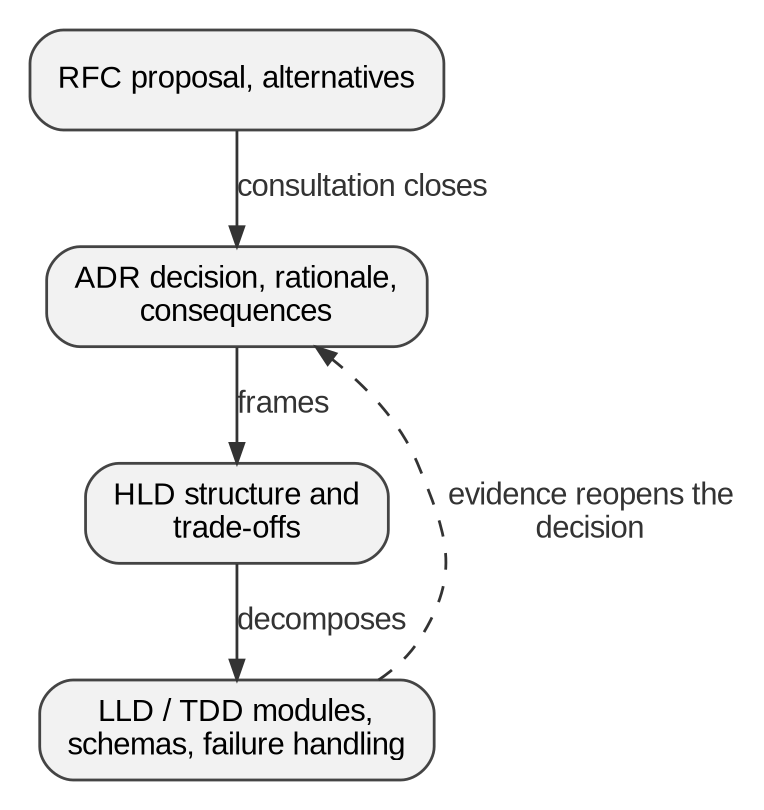 RFC proposal, alternatives
consultation closes
ADR decision, rationale,
consequences
frames
HLD structure and
trade-offs
evidence reopens the
decision
decomposes
LLD / TDD modules,
schemas, failure handling